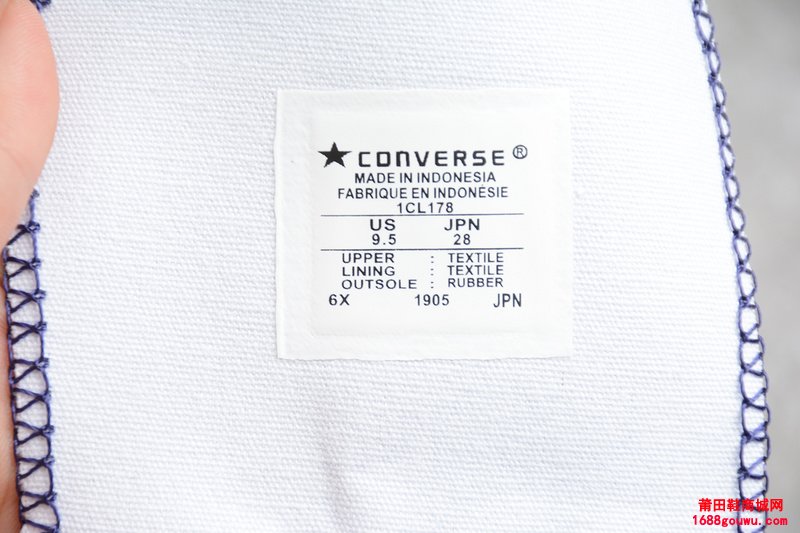 ★CONVERSE®
MADE IN INDONESIA
FABRIQUE EN INDONÉSIE
1CL178
US JPN
9.5 28
UPPER : TEXTILE
LINING : TEXTILE
OUTSOLE : RUBBER
6X 1905 JPN
莆田鞋商城网
1688gouwu.com